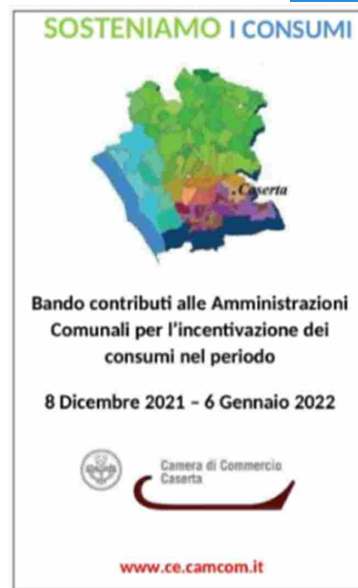 SOSTENIAMO I CONSUMI
Caserta
Bando contributi alle Amministrazioni
Comunali per l'incentivazione dei
consumi nel periodo
8 Dicembre 2021 – 6 Gennaio 2022
Camera di Commercio
Caserta
www.ce.camcom.it